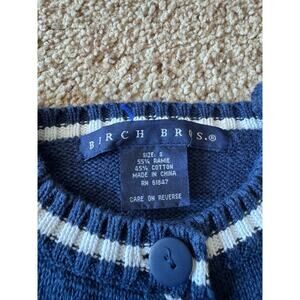 BIRCH BROS.®
SIZE: S
55% RAMIE
45% COTTON
MADE IN CHINA
RN 51847
CARE ON REVERSE